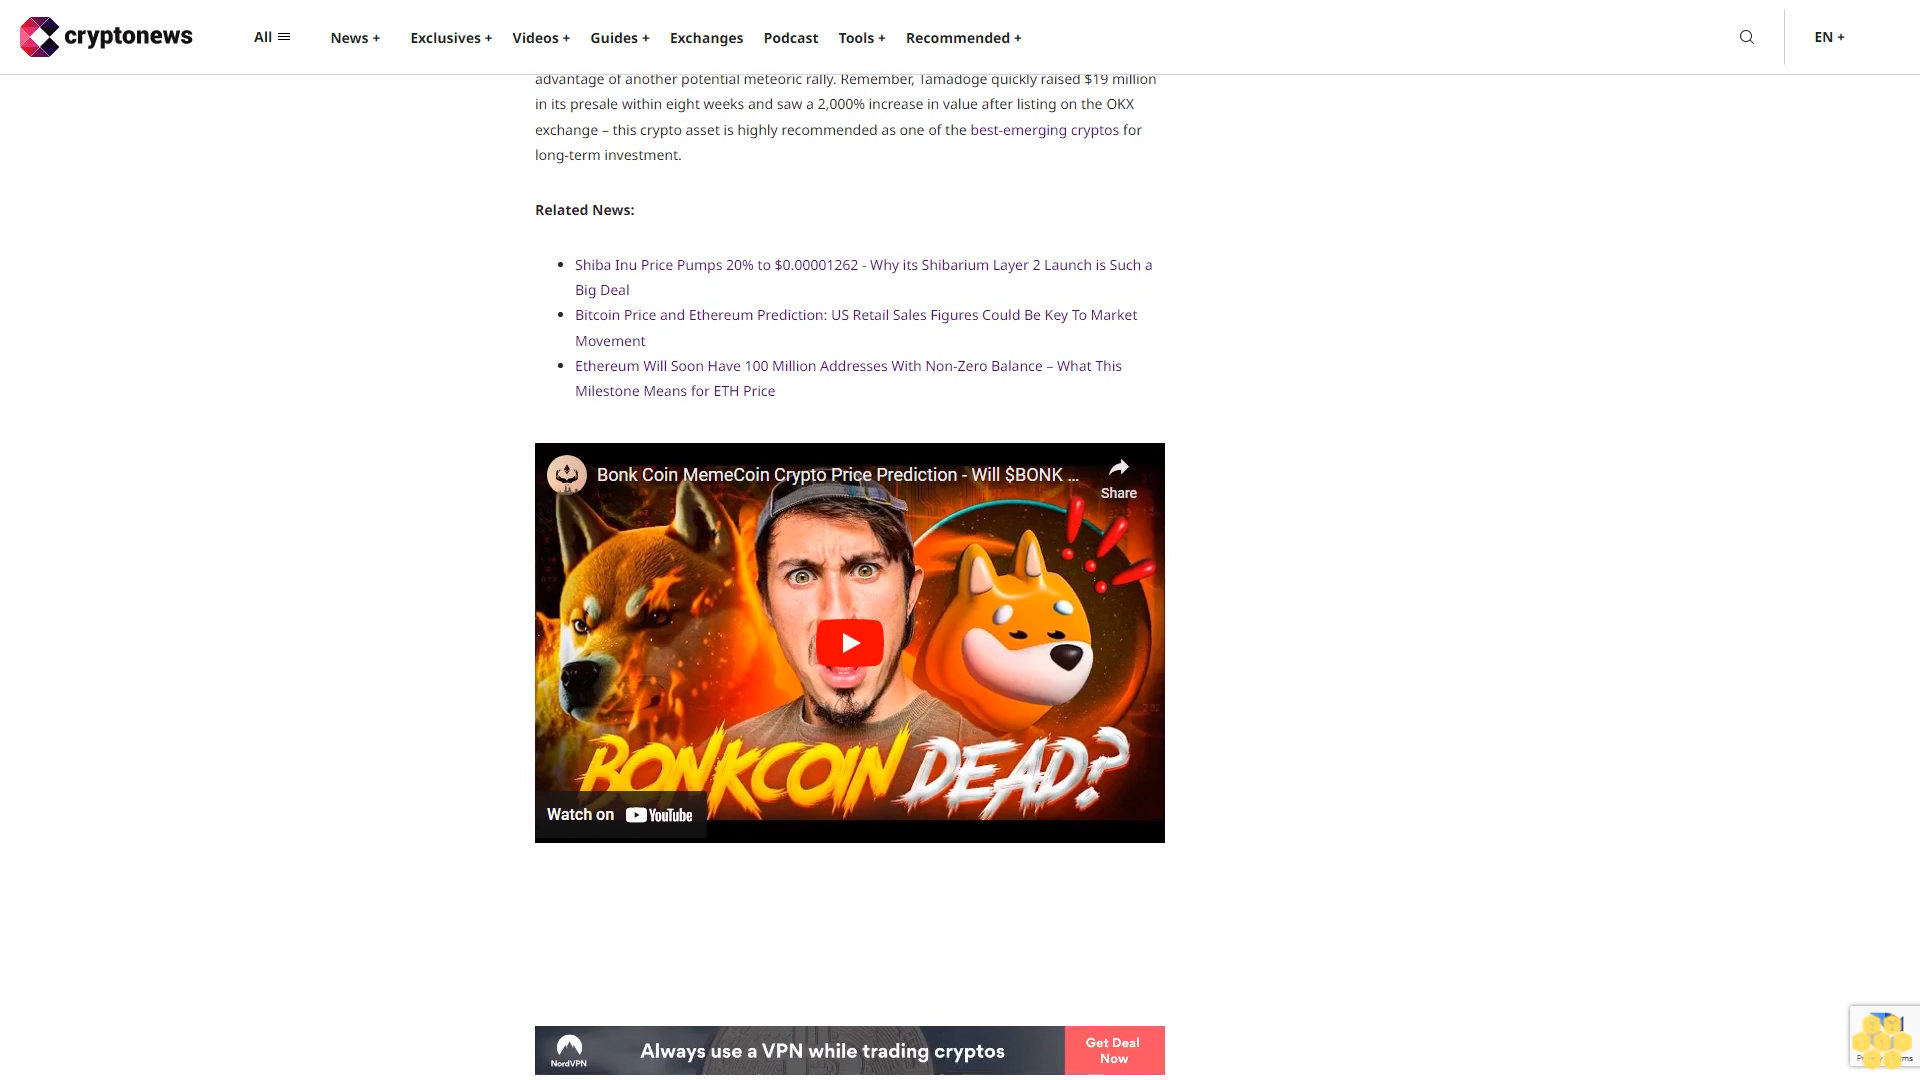 cryptonews
All
News +
Exclusives +
Videos +
Guides +
Exchanges
Podcast
Tools +
Recommended +
EN +
advantage of another potential meteoric rally. Remember, Tamadoge quickly raised $19 million
in its presale within eight weeks and saw a 2,000% increase in value after listing on the OKX
exchange – this crypto asset is highly recommended as one of the best-emerging cryptos for
long-term investment.
Related News:
Shiba Inu Price Pumps 20% to $0.00001262 - Why its Shibarium Layer 2 Launch is Such a
Big Deal
Bitcoin Price and Ethereum Prediction: US Retail Sales Figures Could Be Key To Market
Movement
Ethereum Will Soon Have 100 Million Addresses With Non-Zero Balance – What This
Milestone Means for ETH Price
Bonk Coin MemeCoin Crypto Price Prediction - Will $BONK ...
Share
BONKCOIN DEAD?
Watch on YouTube
NordVPN
Always use a VPN while trading cryptos
Get Deal
Now